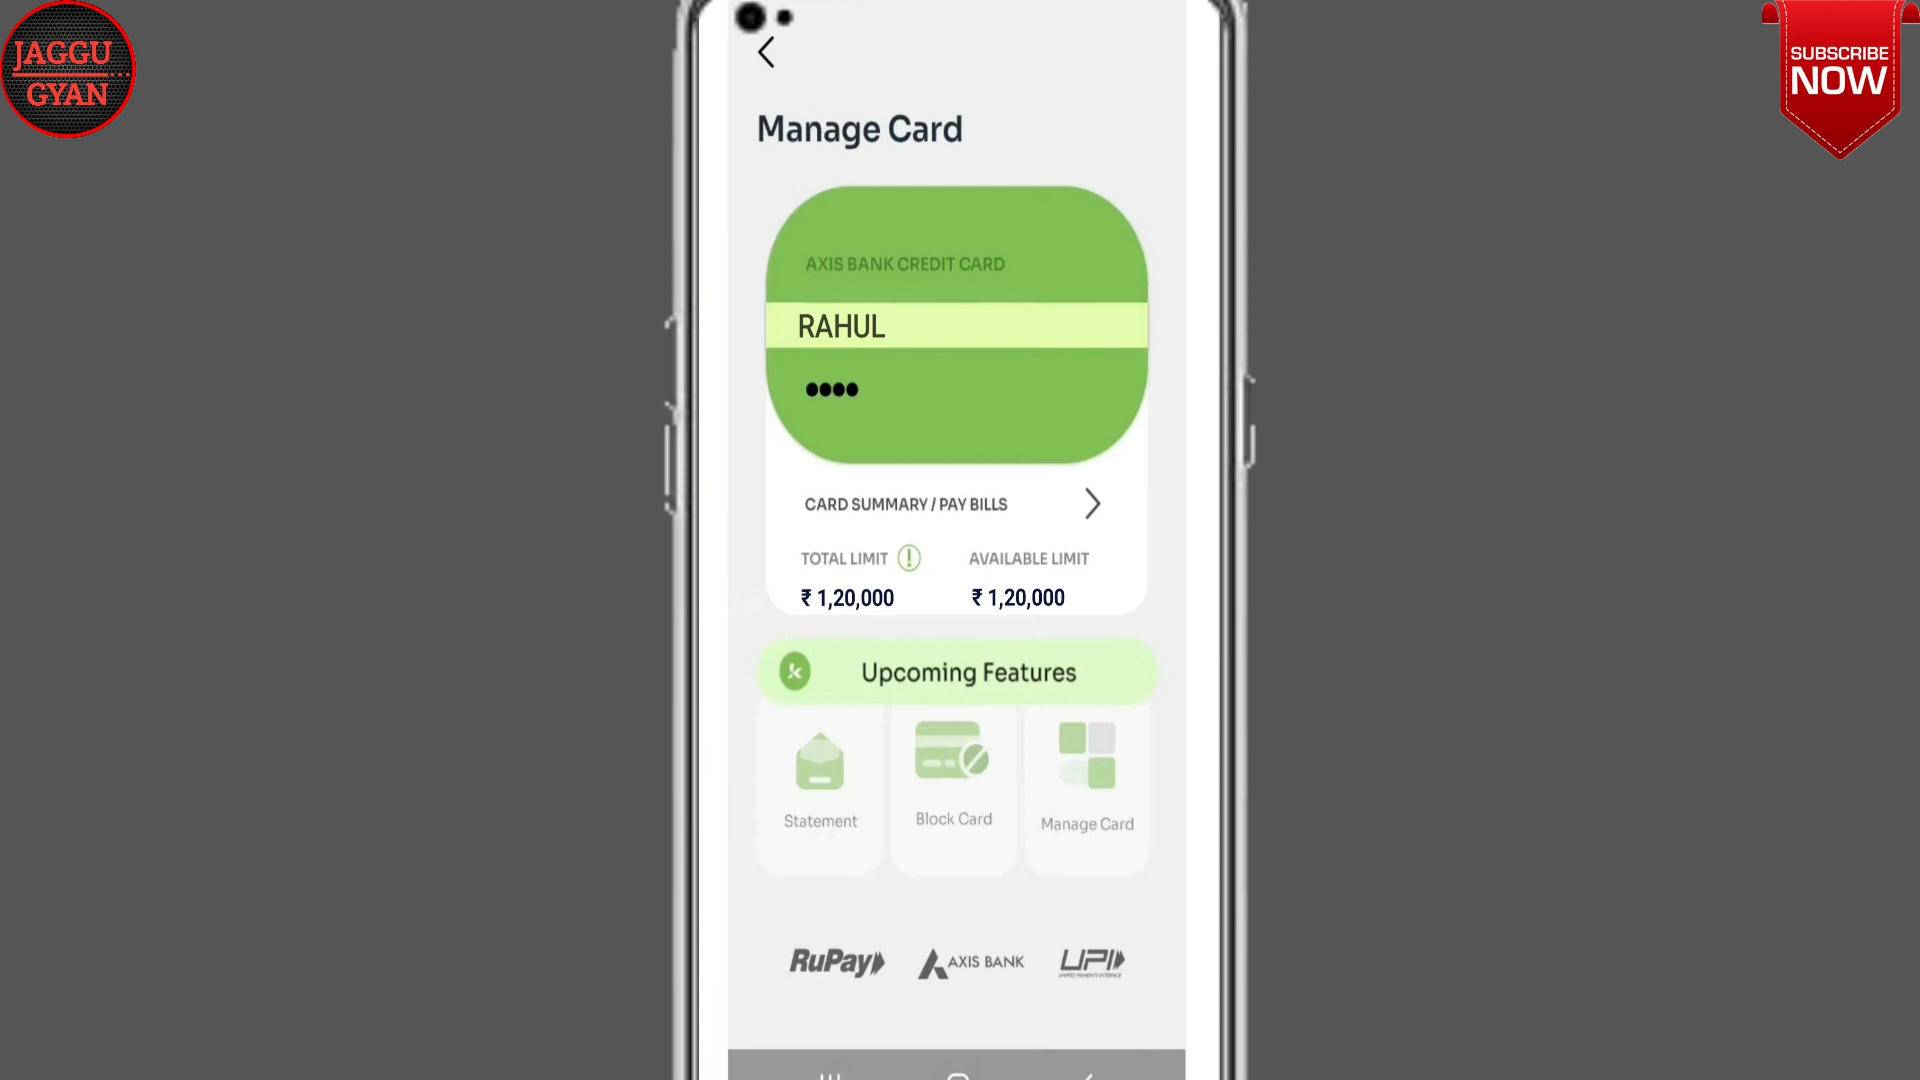 JAGGU
GYAN
SUBSCRIBE
NOW
Manage Card
AXIS BANK CREDIT CARD
RAHUL
CARD SUMMARY / PAY BILLS
TOTAL LIMIT
AVAILABLE LIMIT
₹ 1,20,000
₹ 1,20,000
Upcoming Features
Statement
Block Card
Manage Card
RuPay
AXIS BANK
UPI
UNIFIED PAYMENTS INTERFACE